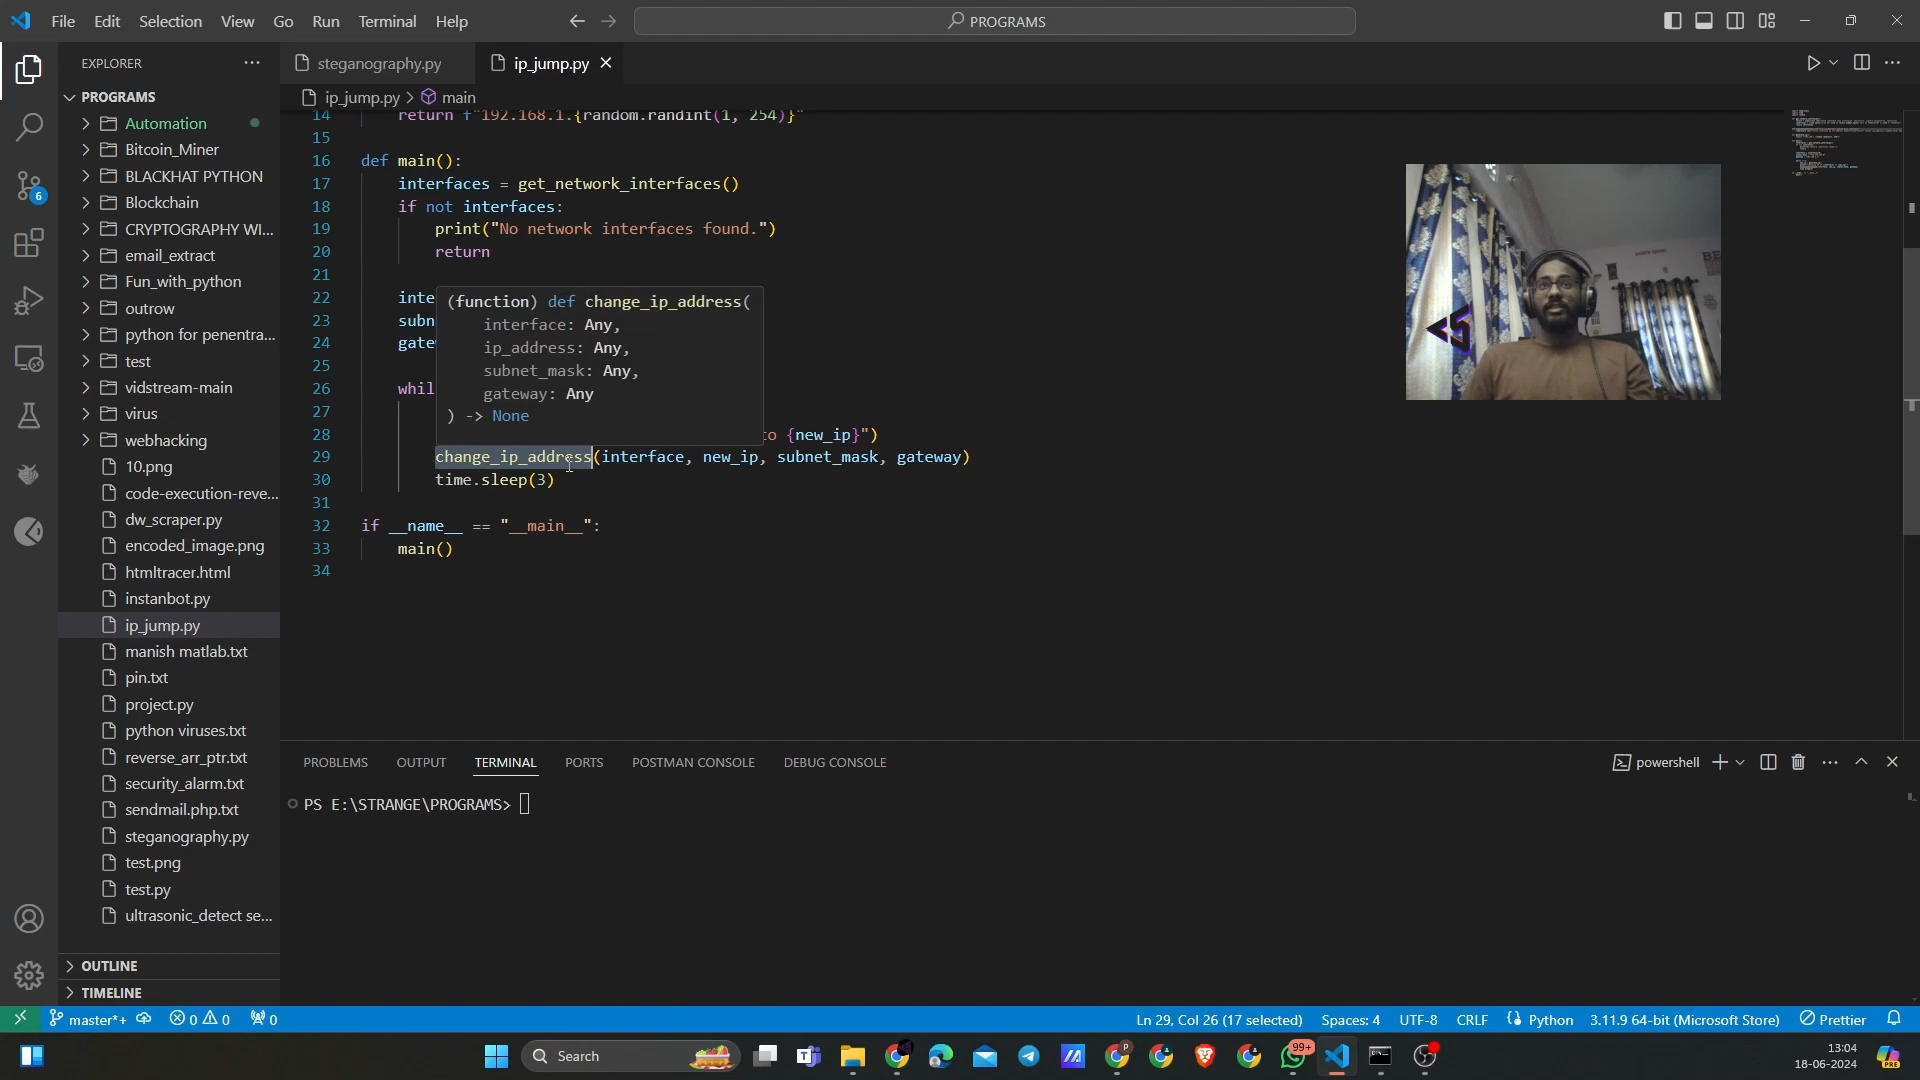 File Edit Selection View Go Run Terminal Help
PROGRAMS
EXPLORER
steganography.py
ip_jump.py
ip_jump.py > main
PROGRAMS
Automation
Bitcoin_Miner
BLACKHAT PYTHON
Blockchain
CRYPTOGRAPHY WI...
email_extract
Fun_with_python
outrow
python for penentra...
test
vidstream-main
virus
webhacking
10.png
code-execution-reve...
dw_scraper.py
encoded_image.png
htmltracer.html
instanbot.py
ip_jump.py
manish matlab.txt
pin.txt
project.py
python viruses.txt
reverse_arr_ptr.txt
security_alarm.txt
sendmail.php.txt
steganography.py
test.png
test.py
ultrasonic_detect se...
OUTLINE
TIMELINE
6
14 return f"192.168.1.{random.randint(1, 254)}"
15
16 def main():
17 interfaces = get_network_interfaces()
18 if not interfaces:
19 print("No network interfaces found.")
20 return
21
22 inte
23 subn
24 gate
25
26 whil
27
28 to {new_ip}")
29 change_ip_address(interface, new_ip, subnet_mask, gateway)
30 time.sleep(3)
31
32 if __name__ == "__main__":
33 main()
34
(function) def change_ip_address(
interface: Any,
ip_address: Any,
subnet_mask: Any,
gateway: Any
) -> None
PROBLEMS OUTPUT TERMINAL PORTS POSTMAN CONSOLE DEBUG CONSOLE
powershell
PS E:\STRANGE\PROGRAMS>
master*+ 0 0 0
Ln 29, Col 26 (17 selected) Spaces: 4 UTF-8 CRLF Python 3.11.9 64-bit (Microsoft Store) Prettier
Search
99+
13:04
18-06-2024
PRE